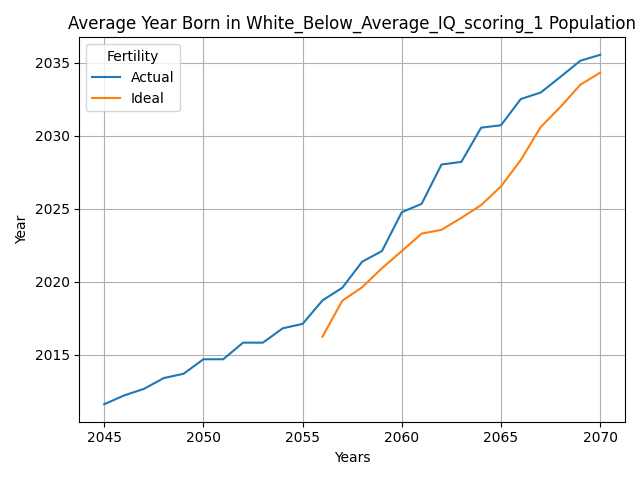 Average Year Born in White_Below_Average_IQ_scoring_1 Population
Fertility
Actual
Ideal
2035
2030
2025
2020
2015
Year
2045 2050 2055 2060 2065 2070
Years